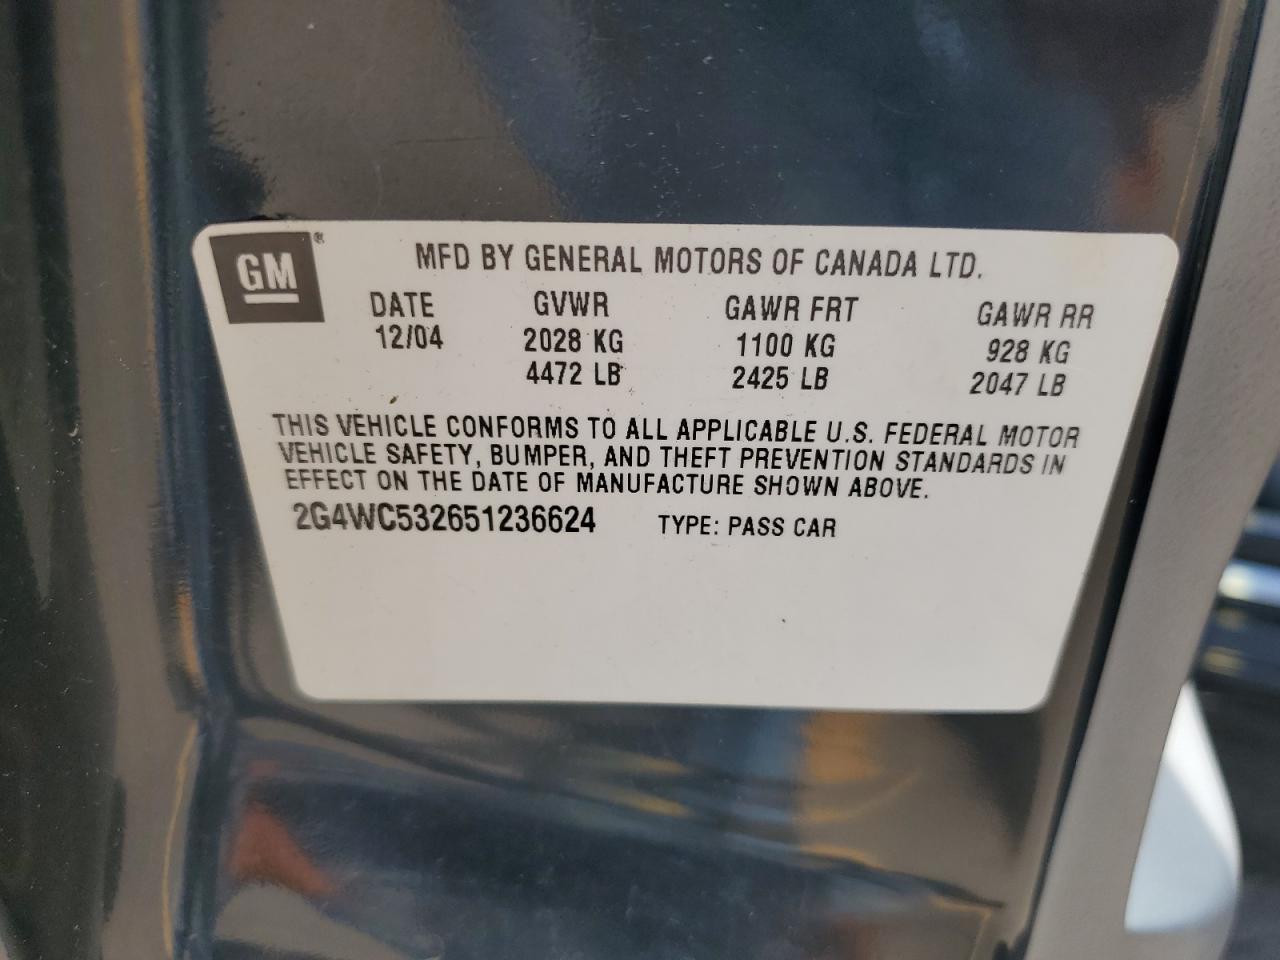 GM®
MFD BY GENERAL MOTORS OF CANADA LTD.
DATE GVWR GAWR FRT GAWR RR
12/04 2028 KG 1100 KG 928 KG
4472 LB 2425 LB 2047 LB
THIS VEHICLE CONFORMS TO ALL APPLICABLE U.S. FEDERAL MOTOR
VEHICLE SAFETY, BUMPER, AND THEFT PREVENTION STANDARDS IN
EFFECT ON THE DATE OF MANUFACTURE SHOWN ABOVE.
2G4WC532651236624 TYPE: PASS CAR